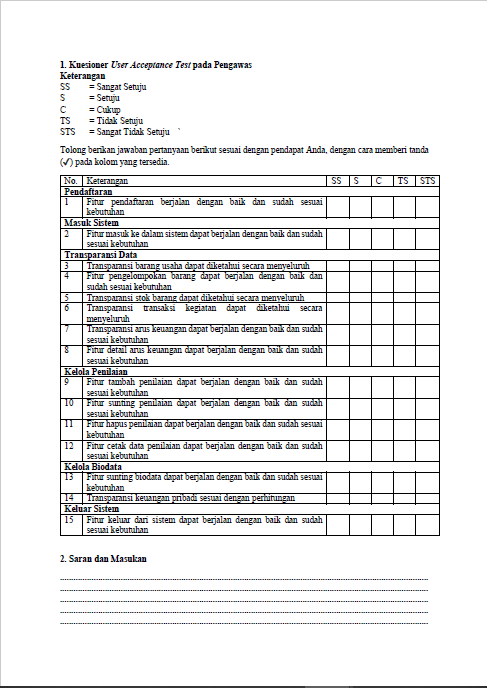 1. Kuesioner User Acceptance Test pada Pengawas
Keterangan
SS = Sangat Setuju
S = Setuju
C = Cukup
TS = Tidak Setuju
STS = Sangat Tidak Setuju `
Tolong berikan jawaban pertanyaan berikut sesuai dengan pendapat Anda, dengan cara memberi tanda
(✓) pada kolom yang tersedia.
No. Keterangan SS S C TS STS
Pendaftaran
1 Fitur pendaftaran berjalan dengan baik dan sudah sesuai
kebutuhan
Masuk Sistem
2 Fitur masuk ke dalam sistem dapat berjalan dengan baik dan sudah
sesuai kebutuhan
Transparansi Data
3 Transparansi barang usaha dapat diketahui secara menyeluruh
4 Fitur pengelompokan barang dapat berjalan dengan baik dan
sudah sesuai kebutuhan
5 Transparansi stok barang dapat diketahui secara menyeluruh
6 Transparansi transaksi kegiatan dapat diketahui secara
menyeluruh
7 Transparansi arus keuangan dapat berjalan dengan baik dan sudah
sesuai kebutuhan
8 Fitur detail arus keuangan dapat berjalan dengan baik dan sudah
sesuai kebutuhan
Kelola Penilaian
9 Fitur tambah penilaian dapat berjalan dengan baik dan sudah
sesuai kebutuhan
10 Fitur sunting penilaian dapat berjalan dengan baik dan sudah
sesuai kebutuhan
11 Fitur hapus penilaian dapat berjalan dengan baik dan sudah sesuai
kebutuhan
12 Fitur cetak data penilaian dapat berjalan dengan baik dan sudah
sesuai kebutuhan
Kelola Biodata
13 Fitur sunting biodata dapat berjalan dengan baik dan sudah sesuai
kebutuhan
14 Transparansi keuangan pribadi sesuai dengan perhitungan
Keluar Sistem
15 Fitur keluar dari sistem dapat berjalan dengan baik dan sudah
sesuai kebutuhan
2. Saran dan Masukan